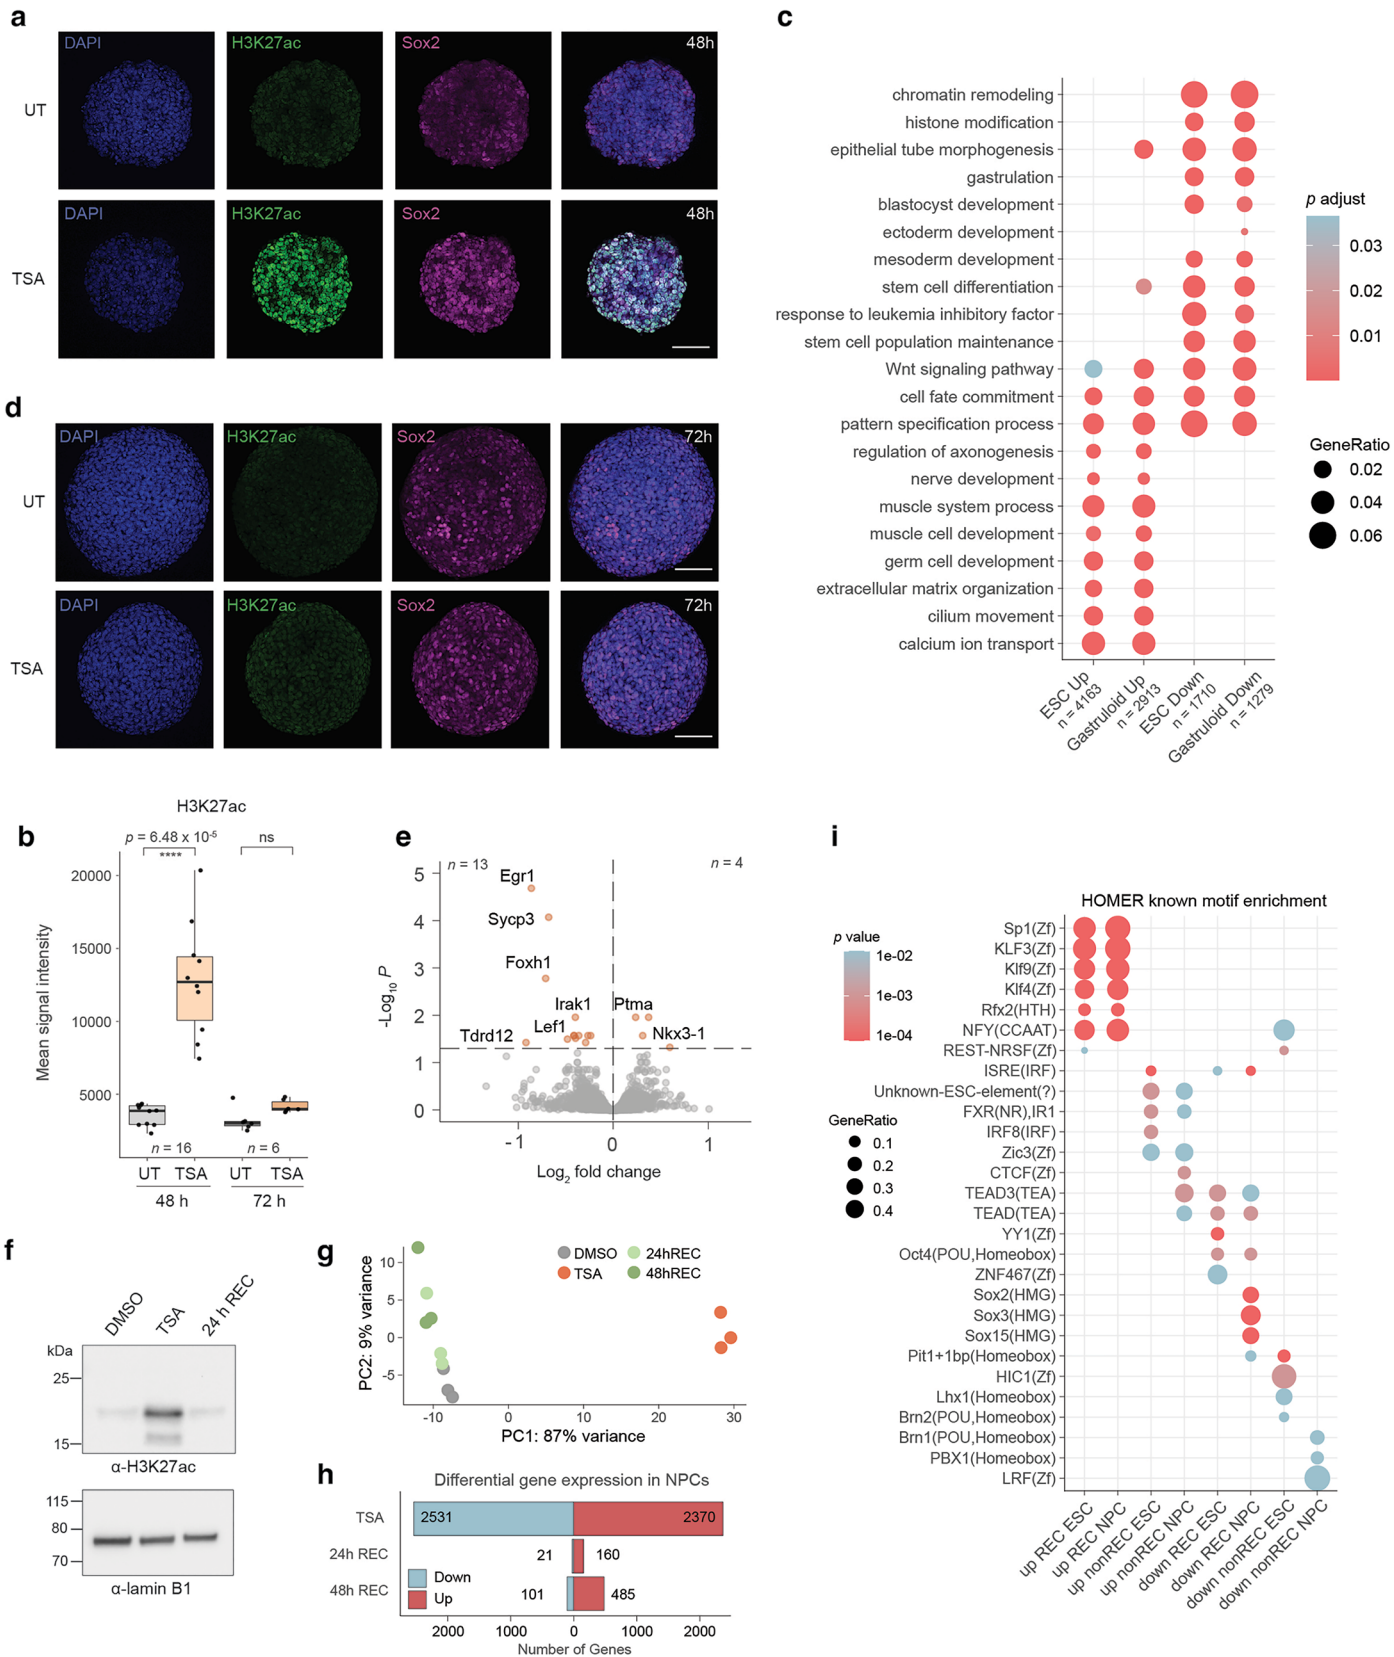 a
DAPI
H3K27ac
Sox2
48h
UT
DAPI
H3K27ac
Sox2
48h
TSA
d
DAPI
H3K27ac
Sox2
72h
UT
DAPI
H3K27ac
Sox2
72h
TSA
c
chromatin remodeling
histone modification
epithelial tube morphogenesis
gastrulation
blastocyst development
ectoderm development
mesoderm development
stem cell differentiation
response to leukemia inhibitory factor
stem cell population maintenance
Wnt signaling pathway
cell fate commitment
pattern specification process
regulation of axonogenesis
nerve development
muscle system process
muscle cell development
germ cell development
extracellular matrix organization
cilium movement
calcium ion transport
ESC Up
n = 4163
Gastruloid Up
n = 2913
ESC Down
n = 1710
Gastruloid Down
n = 1279
p adjust
0.03
0.02
0.01
GeneRatio
0.02
0.04
0.06
b
H3K27ac
p = 6.48 x 10-5
****
ns
Mean signal intensity
20000
15000
10000
5000
n = 16
n = 6
UT TSA UT TSA
48 h 72 h
e
n = 13
n = 4
-Log10 P
5
4
3
2
1
0
Egr1
Sycp3
Foxh1
Irak1
Ptma
Lef1
Tdrd12
Nkx3-1
-1 0 1
Log2 fold change
f
DMSO
TSA
24 h REC
kDa
25
15
α-H3K27ac
115
80
70
α-lamin B1
g
DMSO
TSA
24hREC
48hREC
PC2: 9% variance
10
5
0
-5
-10 0 10 20 30
PC1: 87% variance
h
Differential gene expression in NPCs
TSA
2531
2370
24h REC
21
160
48h REC
101
485
Down
Up
2000 1000 0 1000 2000
Number of Genes
i
HOMER known motif enrichment
p value
1e-02
1e-03
1e-04
GeneRatio
0.1
0.2
0.3
0.4
Sp1(Zf)
KLF3(Zf)
Klf9(Zf)
Klf4(Zf)
Rfx2(HTH)
NFY(CCAAT)
REST-NRSF(Zf)
ISRE(IRF)
Unknown-ESC-element(?)
FXR(NR),IR1
IRF8(IRF)
Zic3(Zf)
CTCF(Zf)
TEAD3(TEA)
TEAD(TEA)
YY1(Zf)
Oct4(POU,Homeobox)
ZNF467(Zf)
Sox2(HMG)
Sox3(HMG)
Sox15(HMG)
Pit1+1bp(Homeobox)
HIC1(Zf)
Lhx1(Homeobox)
Brn2(POU,Homeobox)
Brn1(POU,Homeobox)
PBX1(Homeobox)
LRF(Zf)
up REC ESC
up REC NPC
up nonREC ESC
up nonREC NPC
down REC ESC
down REC NPC
down nonREC ESC
down nonREC NPC